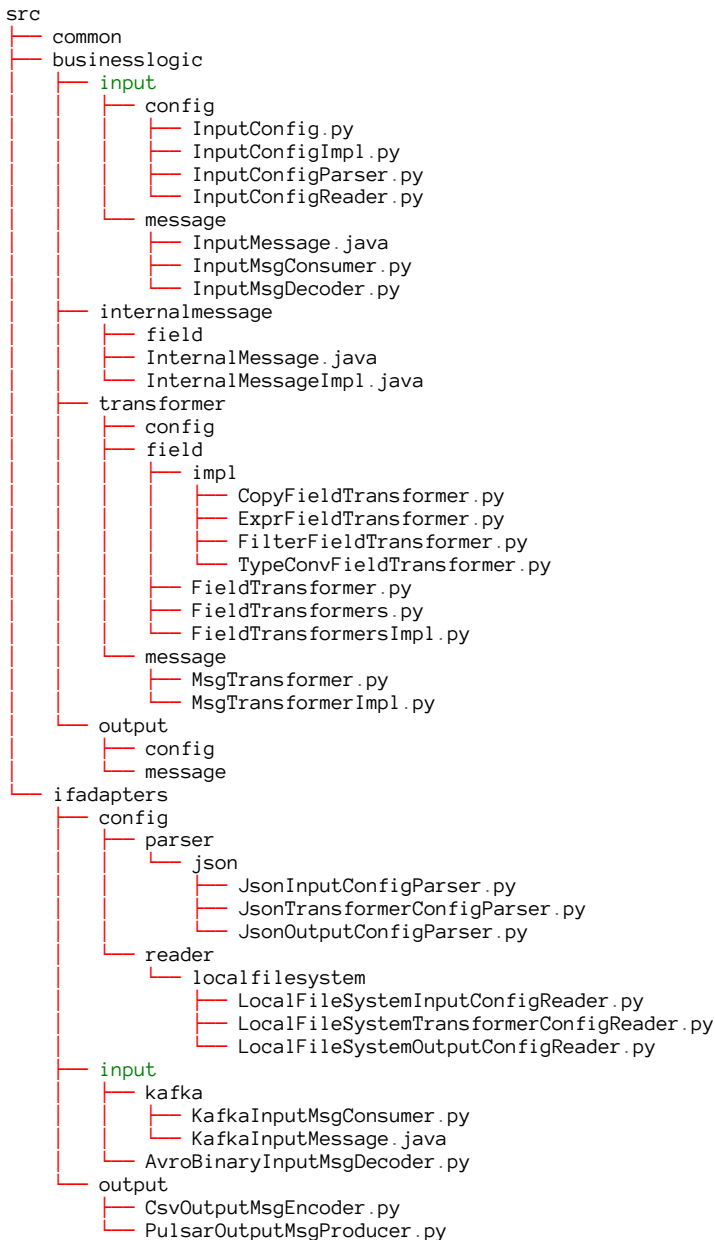 src
common
businesslogic
input
config
InputConfig.py
InputConfigImpl.py
InputConfigParser.py
InputConfigReader.py
message
InputMessage.java
InputMsgConsumer.py
InputMsgDecoder.py
internalmessage
field
InternalMessage.java
InternalMessageImpl.java
transformer
config
field
impl
CopyFieldTransformer.py
ExprFieldTransformer.py
FilterFieldTransformer.py
TypeConvFieldTransformer.py
FieldTransformer.py
FieldTransformers.py
FieldTransformersImpl.py
message
MsgTransformer.py
MsgTransformerImpl.py
output
config
message
ifadapters
config
parser
json
JsonInputConfigParser.py
JsonTransformerConfigParser.py
JsonOutputConfigParser.py
reader
localfilesystem
LocalFileSystemInputConfigReader.py
LocalFileSystemTransformerConfigReader.py
LocalFileSystemOutputConfigReader.py
input
kafka
KafkaInputMsgConsumer.py
KafkaInputMessage.java
AvroBinaryInputMsgDecoder.py
output
CsvOutputMsgEncoder.py
PulsarOutputMsgProducer.py